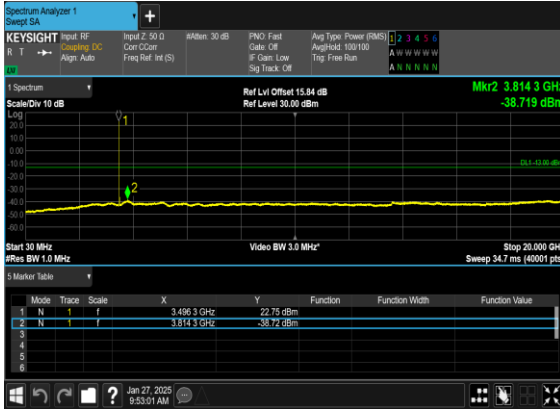 Spectrum Analyzer 1
Swept SA
+
KEYSIGHT Input: RF Input Z: 50 Ω #Atten: 30 dB PNO: Fast Avg Type: Power (RMS) 1 2 3 4 5 6
R T Coupling: DC Corr CCorr Gate: Off Avg|Hold: 100/100 A W W W W W
Align: Auto Freq Ref: Int (S) IF Gain: Low Trig: Free Run
Sig Track: Off A N N N N N
1 Spectrum Ref Lvl Offset 15.84 dB Mkr2 3.814 3 GHz
Scale/Div 10 dB Ref Level 30.00 dBm -38.719 dBm
Log
20.0
10.0
0.00
-10.0
-20.0
-30.0
-40.0
-50.0
-60.0
1
2
DL1 -13.00 dBm
Start 30 MHz Video BW 3.0 MHz* Stop 20.000 GHz
#Res BW 1.0 MHz Sweep 34.7 ms (40001 pts)
5 Marker Table
Mode Trace Scale X Y Function Function Width Function Value
1 N 1 f 3.496 3 GHz 22.75 dBm
2 N 1 f 3.814 3 GHz -38.72 dBm
3
4
5
6
? Jan 27, 2025
9:53:01 AM